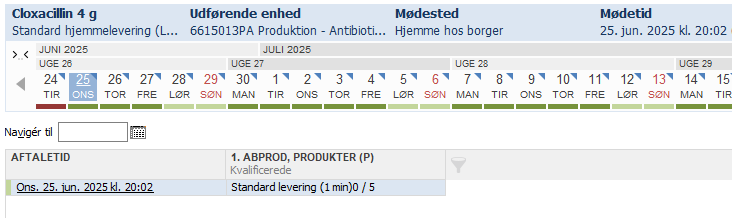 Cloxacillin 4 g Udførende enhed Mødested Mødetid
Standard hjemmelevering (L... 6615013PA Produktion - Antibioti... Hjemme hos borger 25. jun. 2025 kl. 20:02
JUNI 2025 JULI 2025
UGE 26 UGE 27 UGE 28 UGE 29
24 25 26 27 28 29 30 1 2 3 4 5 6 7 8 9 10 11 12 13 14 15
TIR ONS TOR FRE LØR SØN MAN TIR ONS TOR FRE LØR SØN MAN TIR ONS TOR FRE LØR SØN MAN TIR
Navigér til
AFTALETID 1. ABPROD, PRODUKTER (P)
Kvalificerede
Ons. 25. jun. 2025 kl. 20:02 Standard levering (1 min)0 / 5